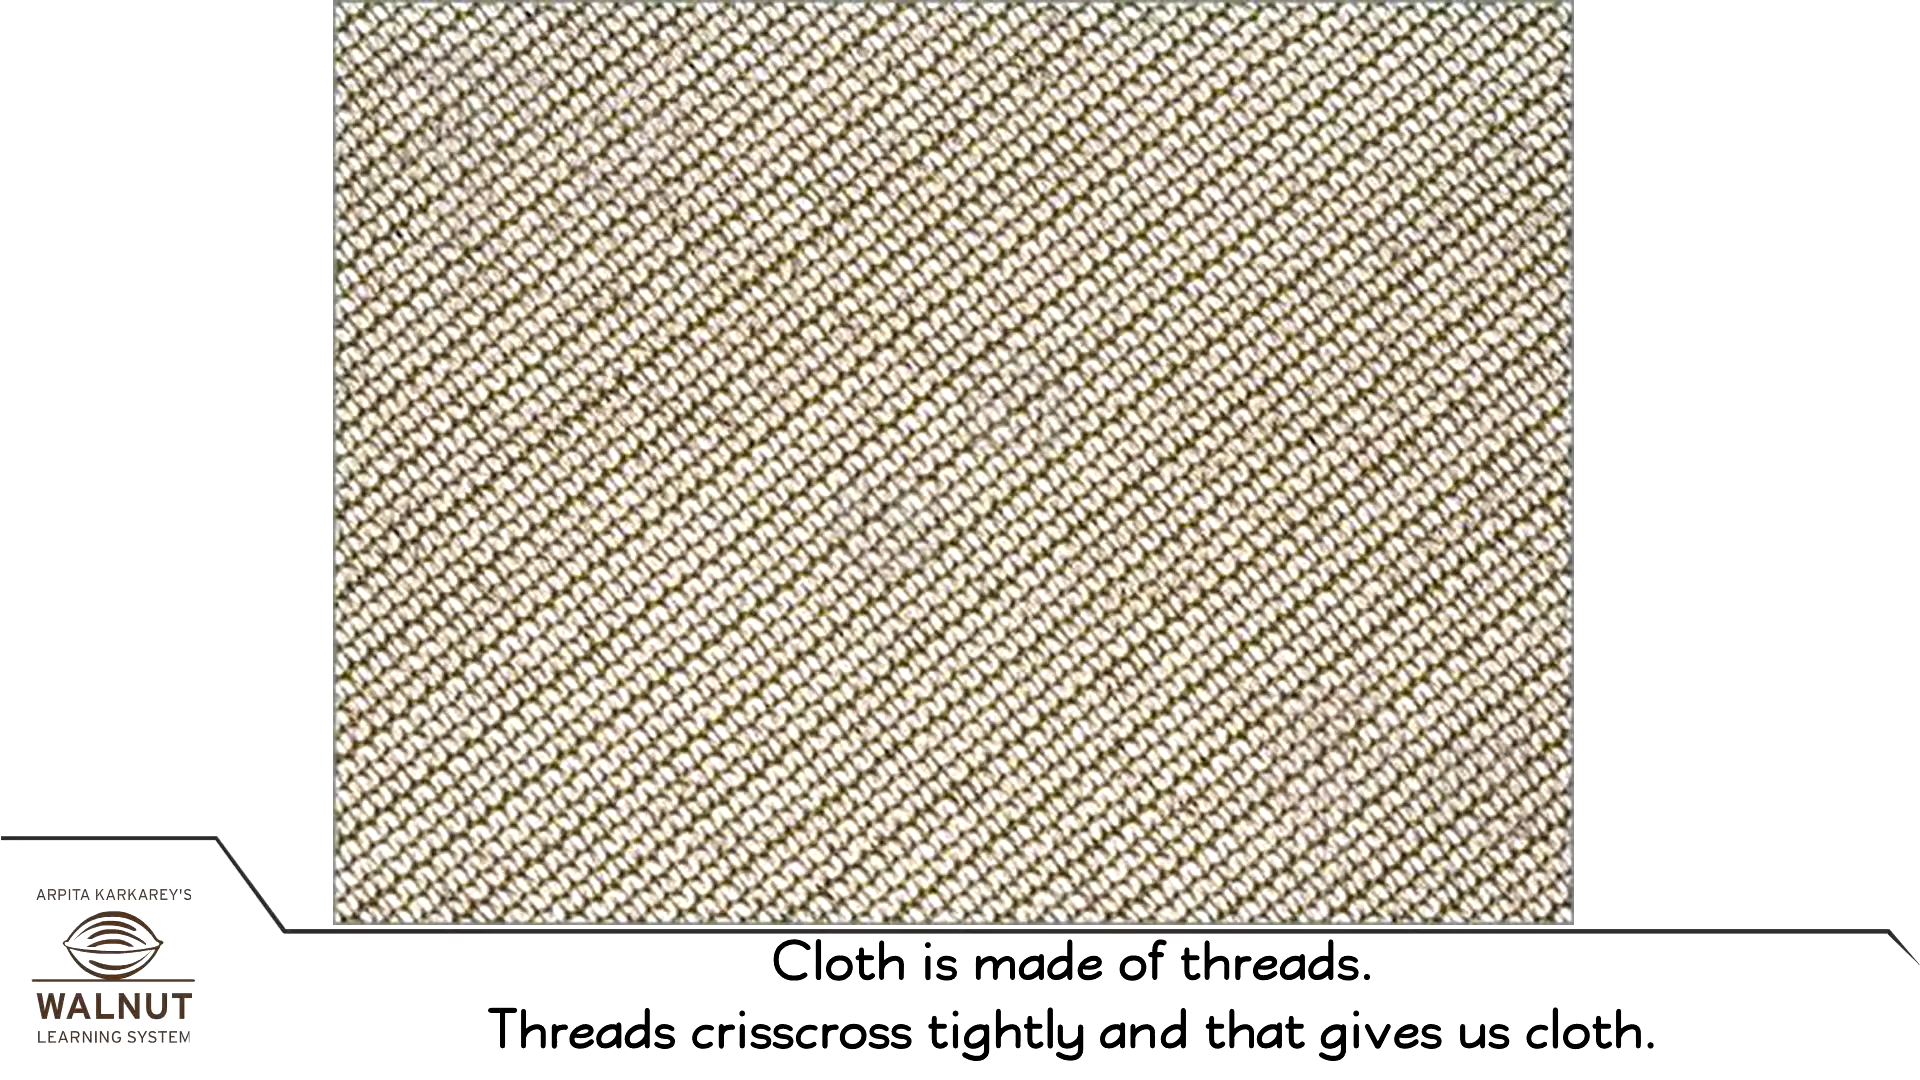 ARPITA KARKAREY'S
WALNUT
LEARNING SYSTEM
Cloth is made of threads.
Threads crisscross tightly and that gives us cloth.